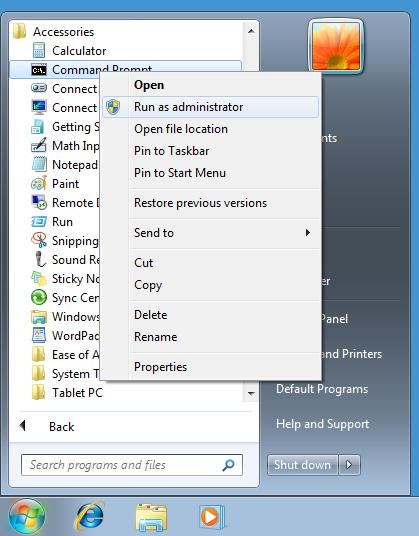 Accessories
Calculator
Command Prompt
Connect
Connect
Getting S
Math Inp
Notepad
Paint
Remote D
Run
Snipping
Sound Re
Sticky No
Sync Cen
Windows
WordPad
Ease of A
System T
Tablet PC
Back
Search programs and files
Open
Run as administrator
Open file location
Pin to Taskbar
Pin to Start Menu
Restore previous versions
Send to
Cut
Copy
Delete
Rename
Properties
nts
er
Panel
and Printers
Default Programs
Help and Support
Shut down